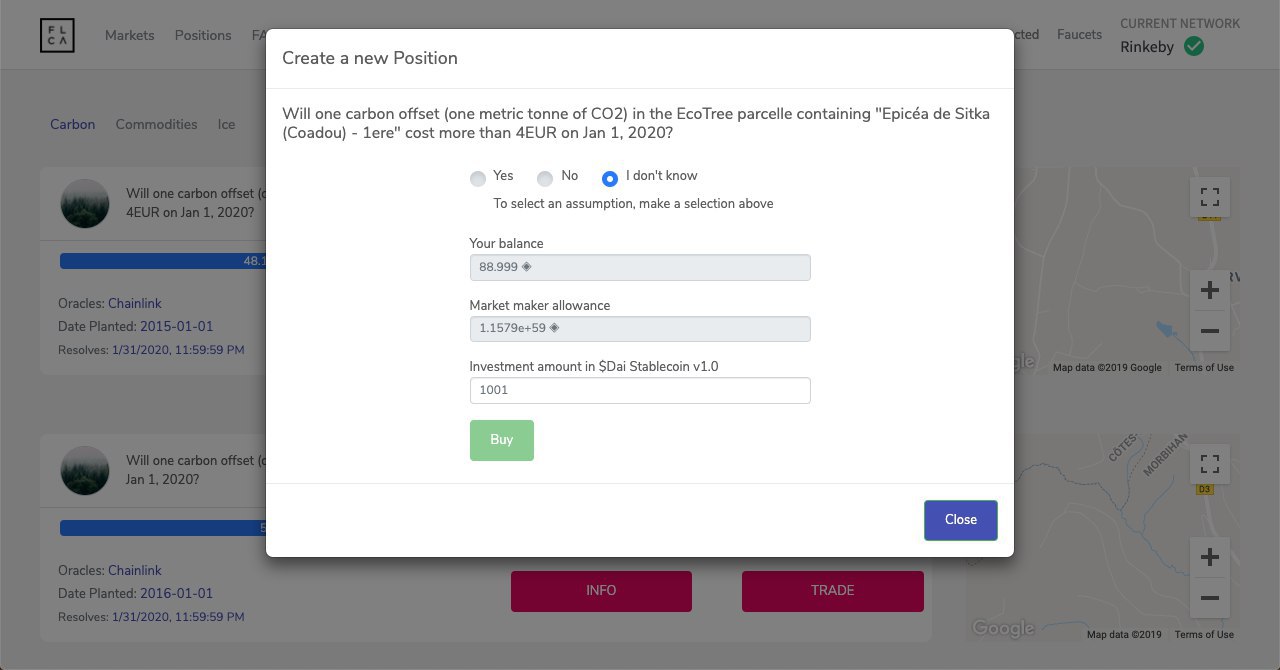 FL
CA
Markets Positions FA
cted Faucets
CURRENT NETWORK
Rinkeby
Create a new Position
Will one carbon offset (one metric tonne of CO2) in the EcoTree parcelle containing "Epicéa de Sitka
(Coadou) - 1ere" cost more than 4EUR on Jan 1, 2020?
Yes No I don't know
To select an assumption, make a selection above
Your balance
88.999 ◈
Market maker allowance
1.1579e+59 ◈
Investment amount in $Dai Stablecoin v1.0
1001
Buy
Close
Carbon Commodities Ice
Will one carbon offset (o
4EUR on Jan 1, 2020?
48.1
Oracles: Chainlink
Date Planted: 2015-01-01
Resolves: 1/31/2020, 11:59:59 PM
Map data ©2019 Google Terms of Use
Will one carbon offset (o
Jan 1, 2020?
5
Oracles: Chainlink
Date Planted: 2016-01-01
Resolves: 1/31/2020, 11:59:59 PM
INFO TRADE
CÔTES-
MORBIHAN
D3
Google
Map data ©2019 Terms of Use